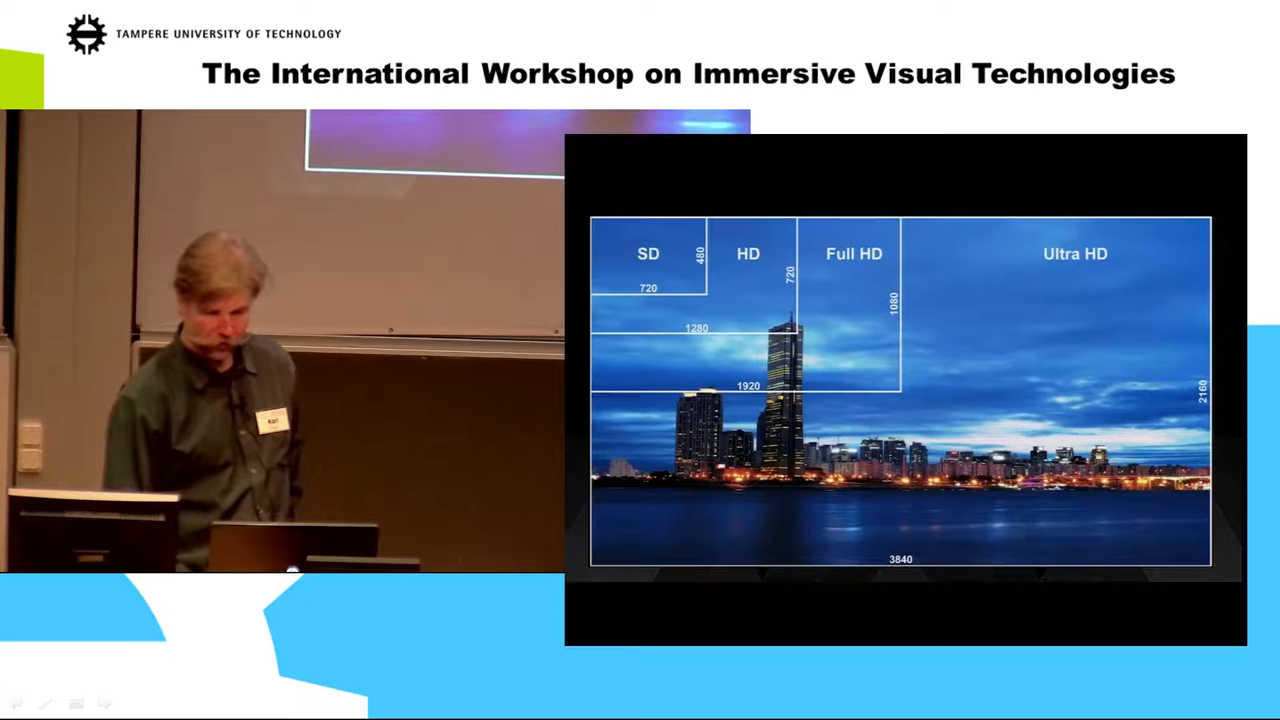 TAMPERE UNIVERSITY OF TECHNOLOGY
The International Workshop on Immersive Visual Technologies
SD
480
720
HD
720
1280
Full HD
1080
1920
Ultra HD
2160
3840
Kari